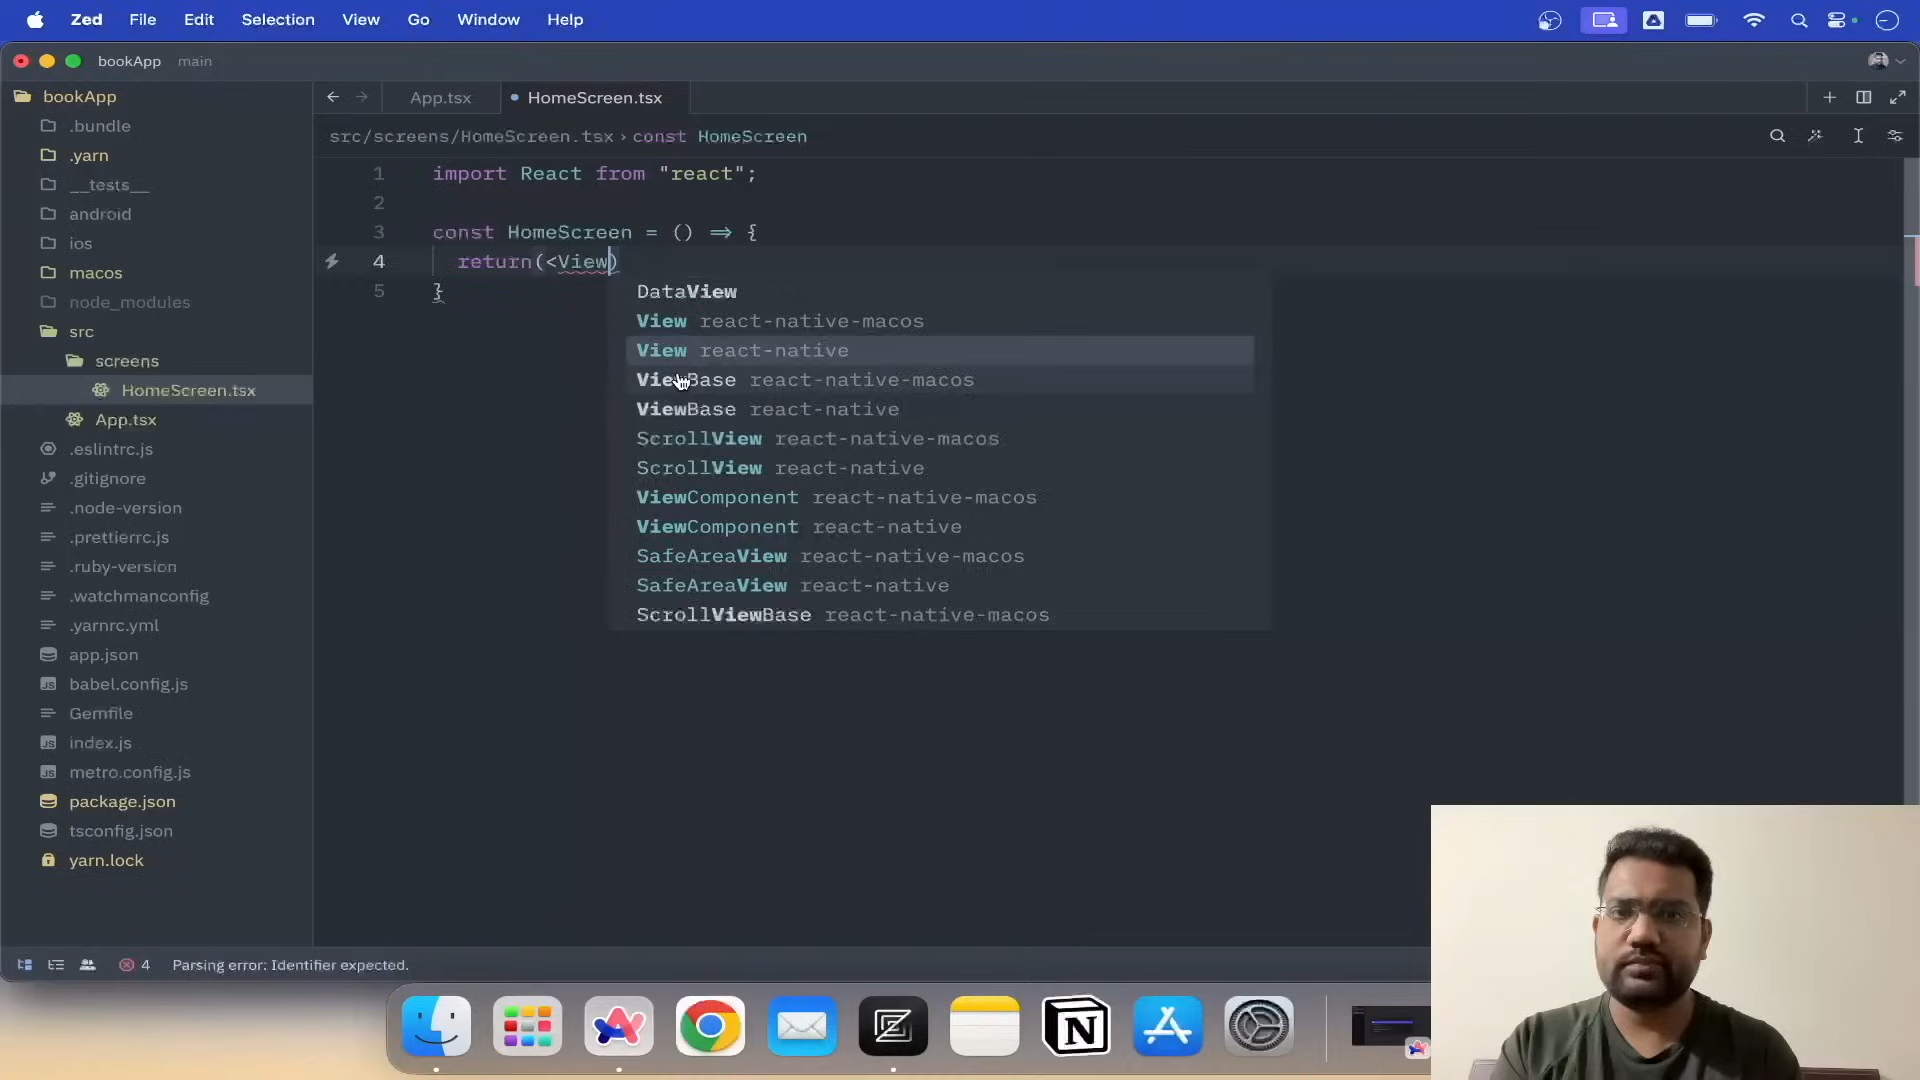 Zed File Edit Selection View Go Window Help
bookApp main
bookApp
.bundle
.yarn
__tests__
android
ios
macos
node_modules
src
screens
HomeScreen.tsx
App.tsx
.eslintrc.js
.gitignore
.node-version
.prettierrc.js
.ruby-version
.watchmanconfig
.yarnrc.yml
app.json
babel.config.js
Gemfile
index.js
metro.config.js
package.json
tsconfig.json
yarn.lock
App.tsx HomeScreen.tsx
src/screens/HomeScreen.tsx › const HomeScreen
1 import React from "react";
2
3 const HomeScreen = () => {
4 return(<View)
5 }
DataView
View react-native-macos
View react-native
ViewBase react-native-macos
ViewBase react-native
ScrollView react-native-macos
ScrollView react-native
ViewComponent react-native-macos
ViewComponent react-native
SafeAreaView react-native-macos
SafeAreaView react-native
ScrollViewBase react-native-macos
4 Parsing error: Identifier expected.